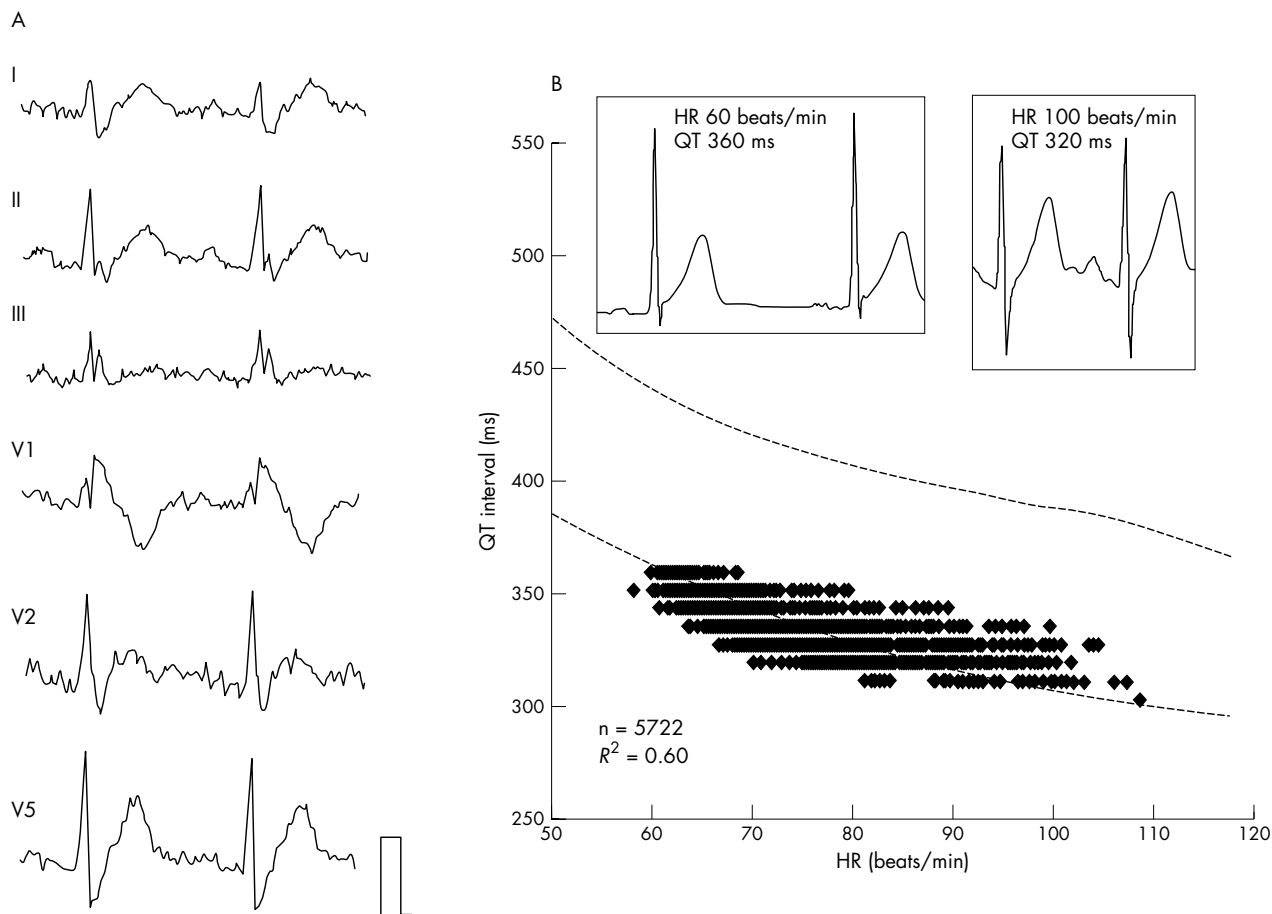 A
I
II
III
V1
V2
V5
B
HR 60 beats/min
QT 360 ms
HR 100 beats/min
QT 320 ms
550
500
450
400
350
300
250
QT interval (ms)
n = 5722
R² = 0.60
50 60 70 80 90 100 110 120
HR (beats/min)